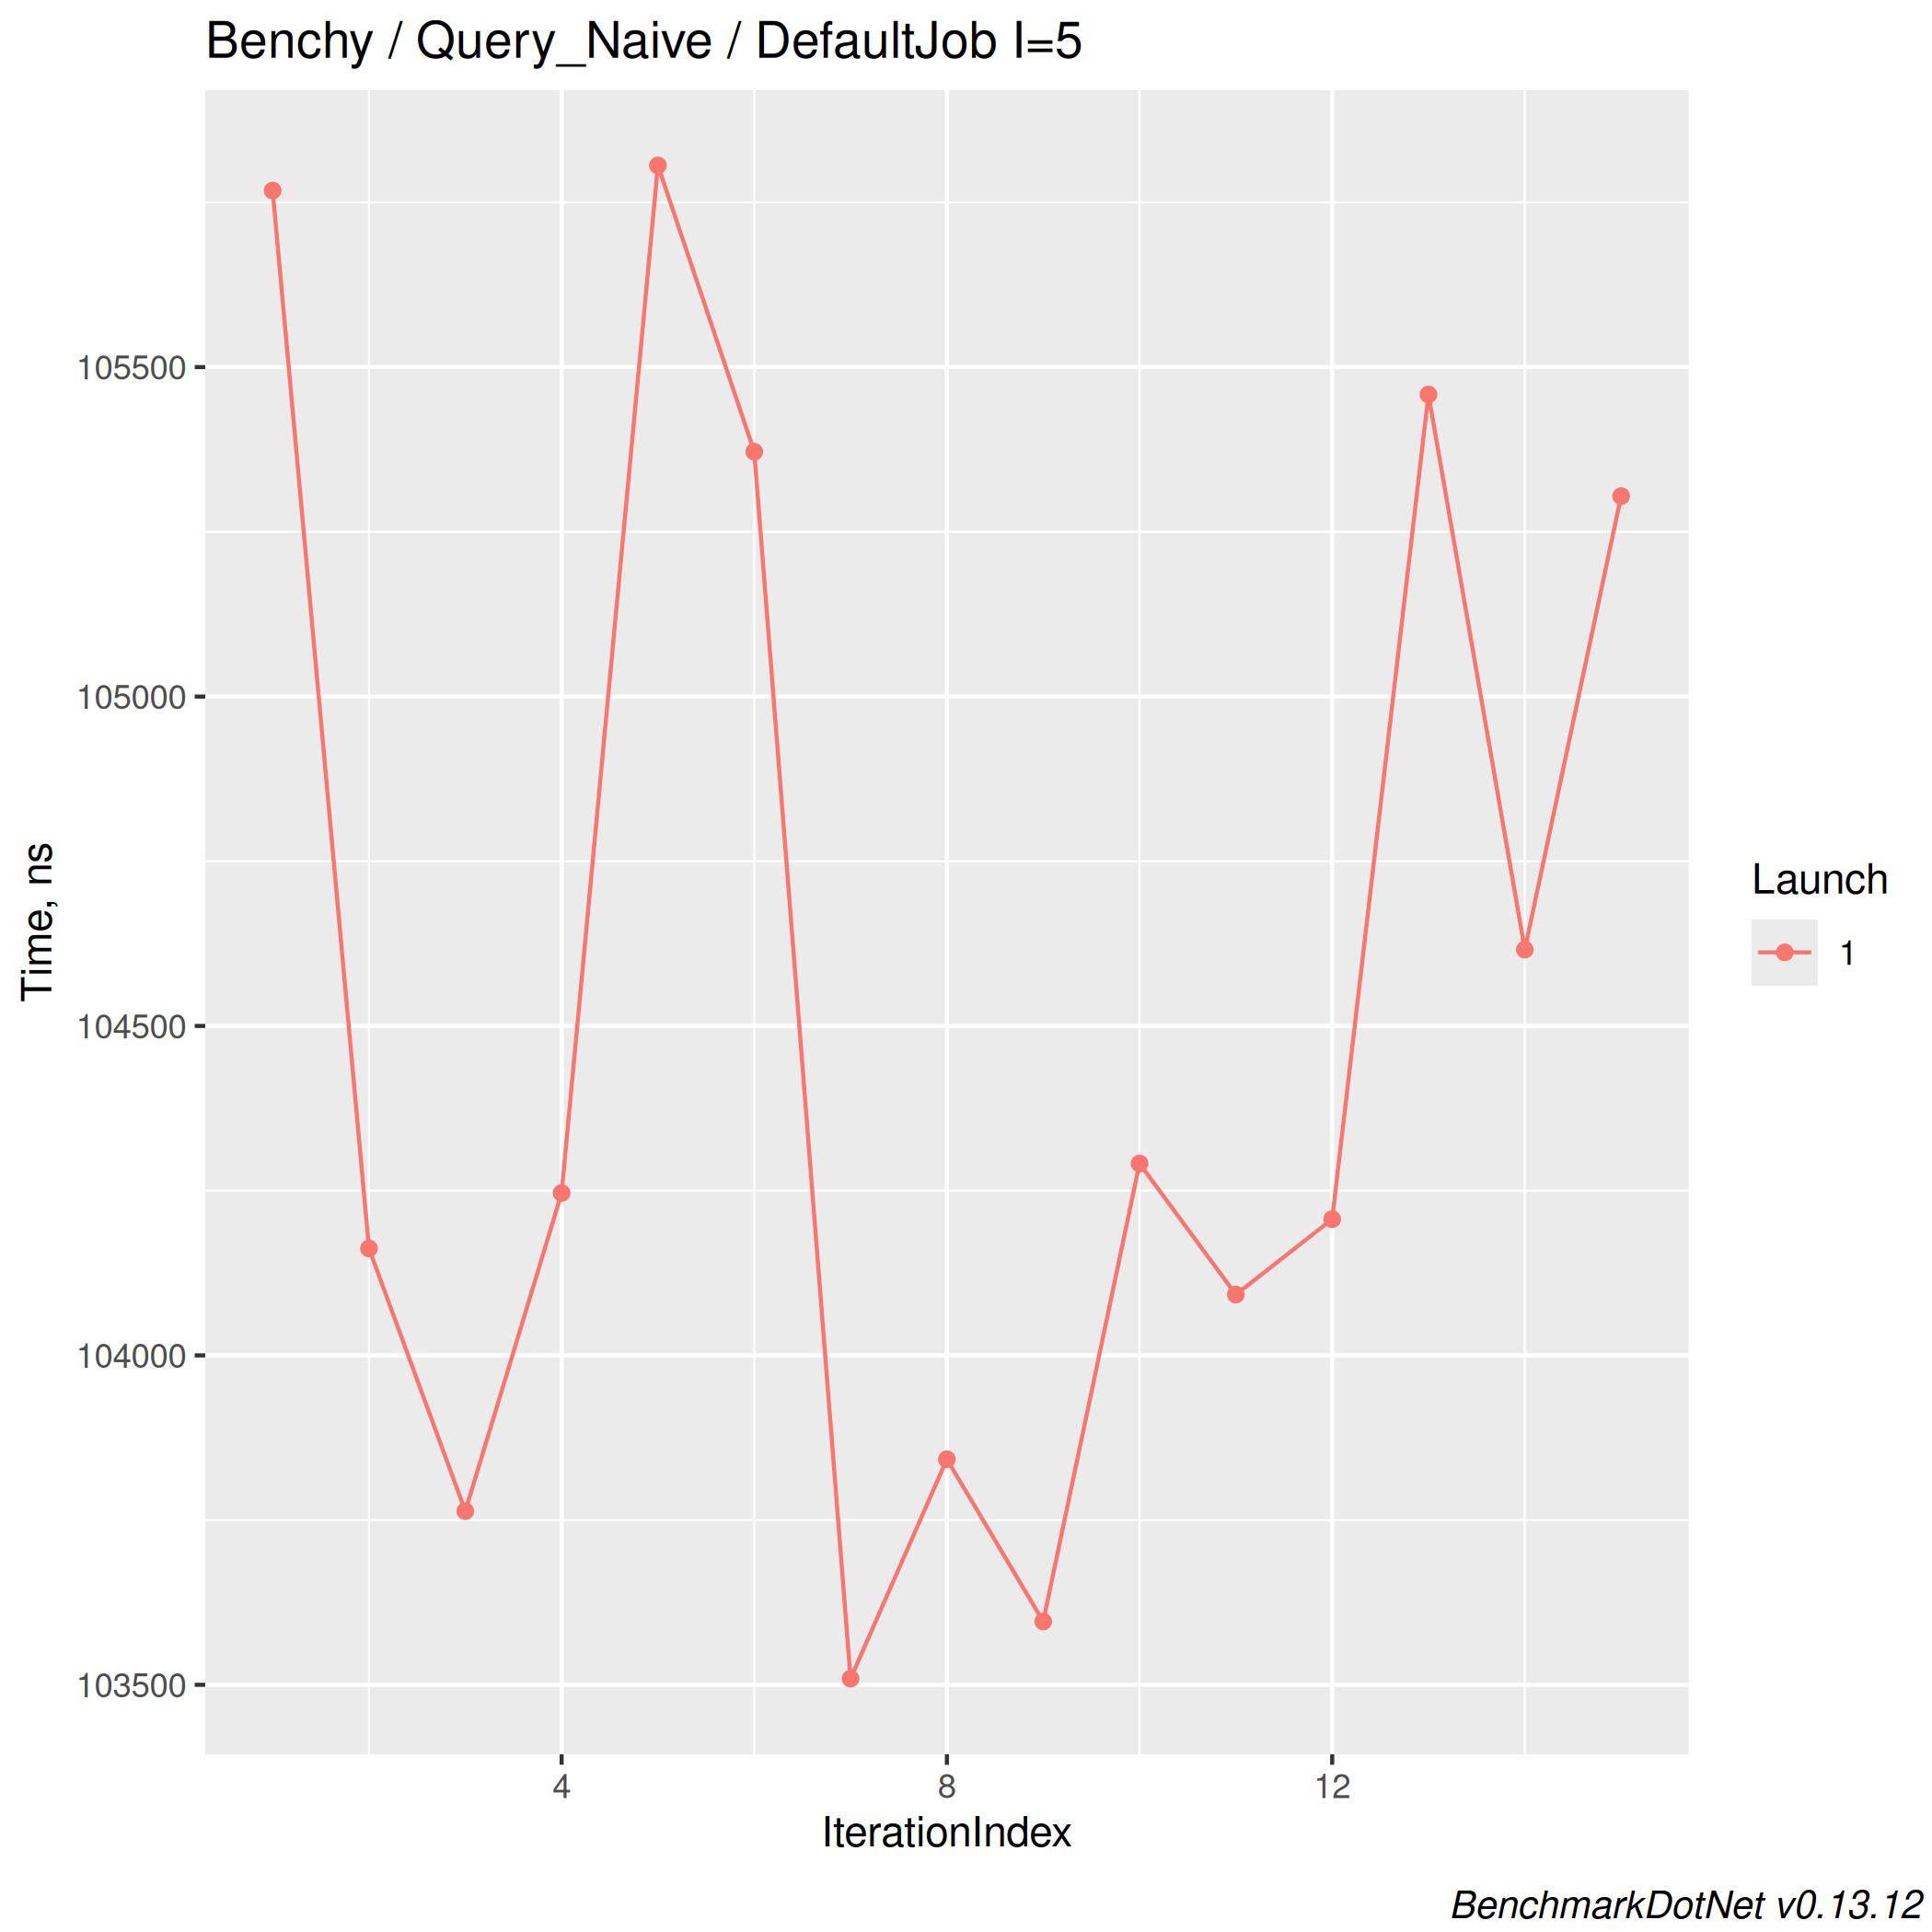 Benchy / Query_Naive / DefaultJob I=5
Time, ns
105500
105000
104500
104000
103500
4 8 12
IterationIndex
Launch
1
BenchmarkDotNet v0.13.12